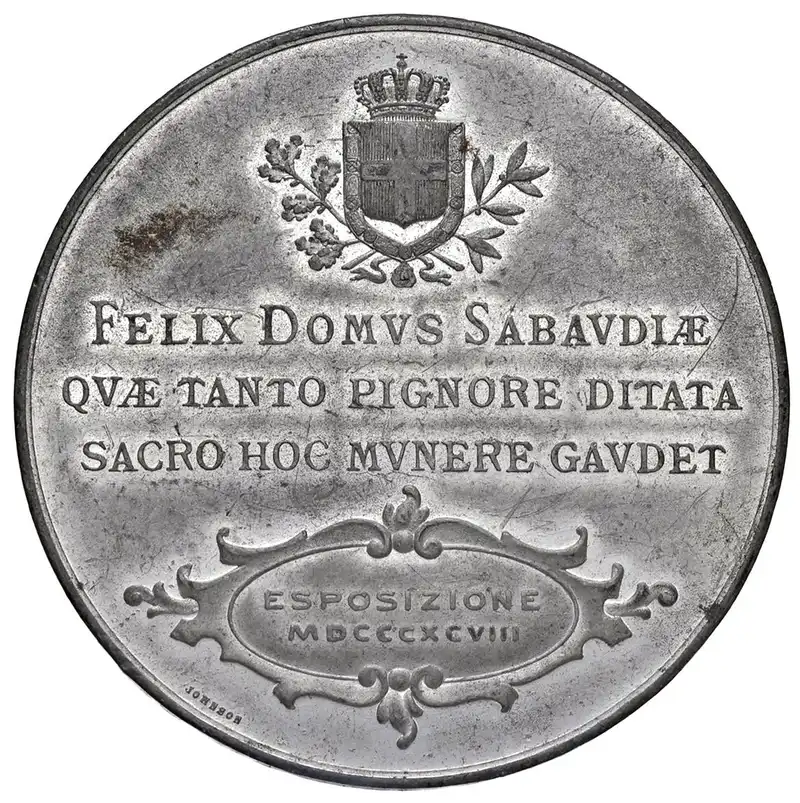 FELIX DOMVS SABAVDIÆ
QVÆ TANTO PIGNORE DITATA
SACRO HOC MVNERE GAVDET
ESPOSIZIONE
MDCCCXCVIII
JOHNSON